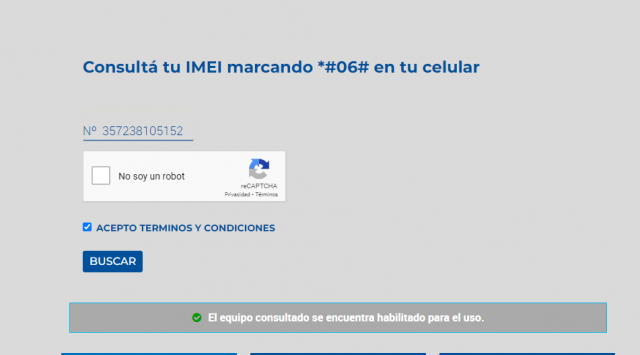 Consultá tu IMEI marcando *#06# en tu celular
Nº 357238105152
No soy un robot
reCAPTCHA
Privacidad - Términos
ACEPTO TERMINOS Y CONDICIONES
BUSCAR
El equipo consultado se encuentra habilitado para el uso.